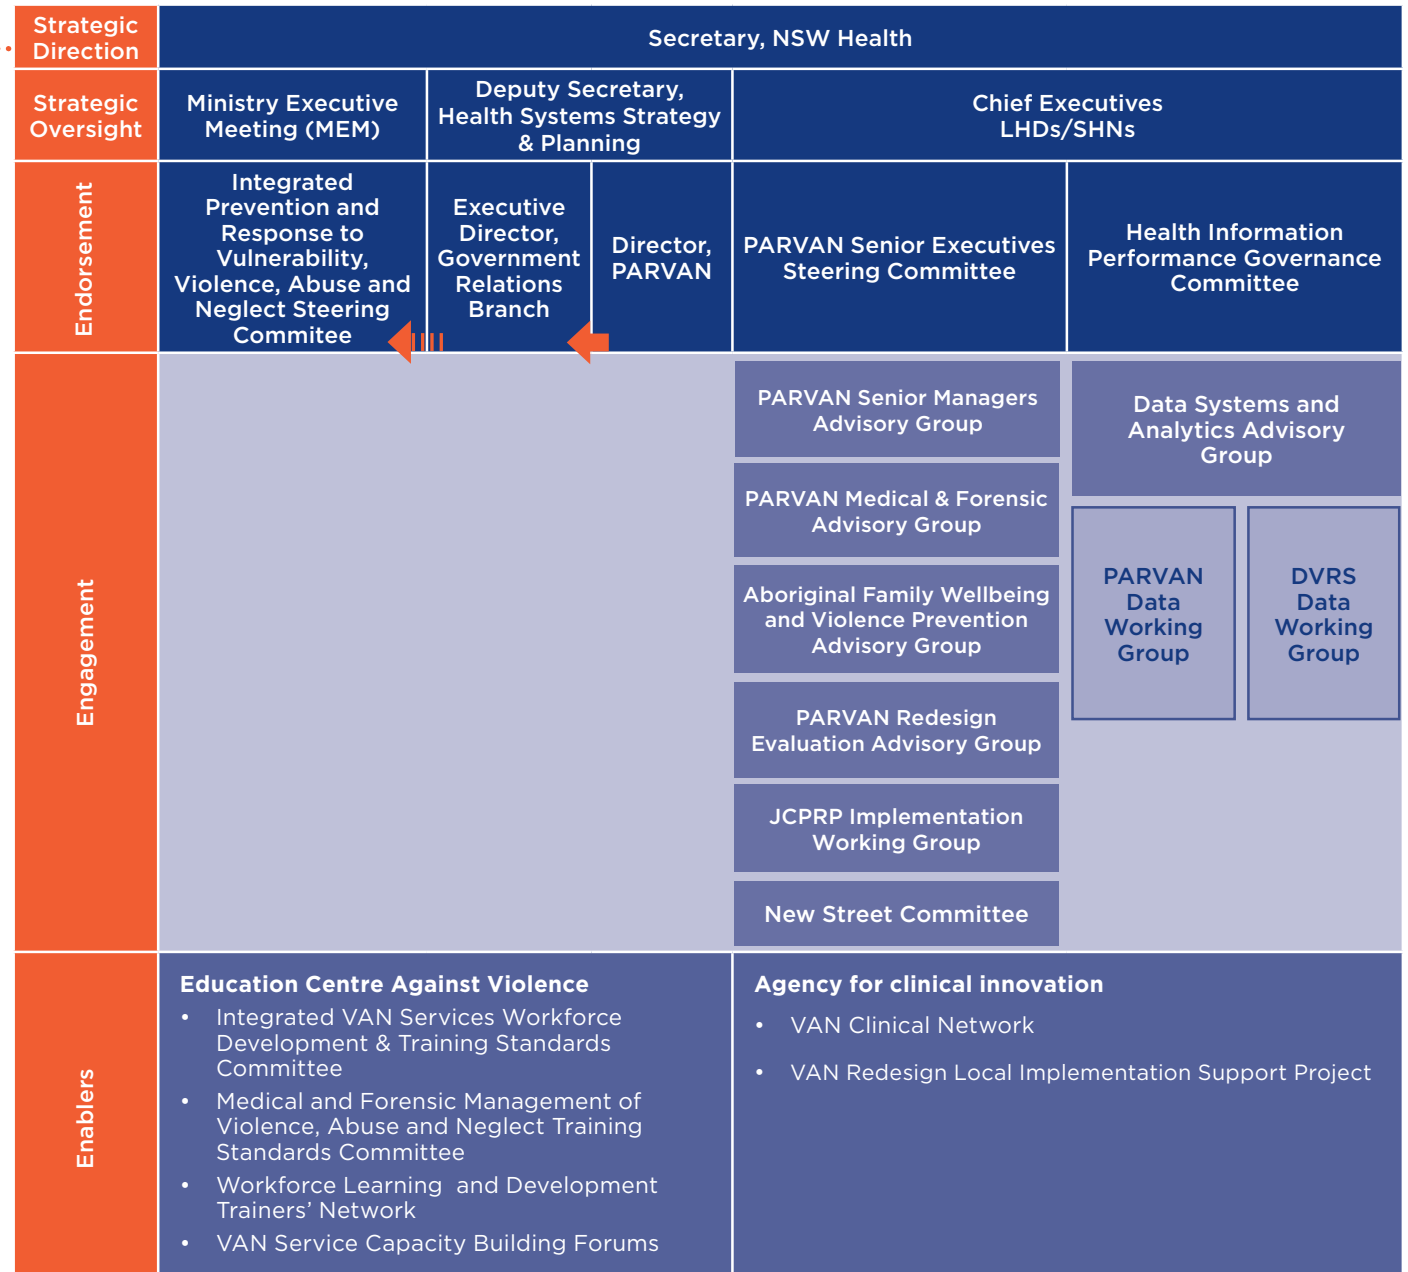 Strategic
Direction
Secretary, NSW Health
Strategic
Oversight
Ministry Executive
Meeting (MEM)
Deputy Secretary,
Health Systems Strategy
& Planning
Chief Executives
LHDs/SHNs
Endorsement
Integrated
Prevention and
Response to
Vulnerability,
Violence, Abuse and
Neglect Steering
Commitee
Executive
Director,
Government
Relations
Branch
Director,
PARVAN
PARVAN Senior Executives
Steering Committee
Health Information
Performance Governance
Committee
Engagement
PARVAN Senior Managers
Advisory Group
PARVAN Medical & Forensic
Advisory Group
Aboriginal Family Wellbeing
and Violence Prevention
Advisory Group
PARVAN Redesign
Evaluation Advisory Group
JCPRP Implementation
Working Group
New Street Committee
Data Systems and
Analytics Advisory
Group
PARVAN
Data
Working
Group
DVRS
Data
Working
Group
Enablers
Education Centre Against Violence
• Integrated VAN Services Workforce
Development & Training Standards
Committee
• Medical and Forensic Management of
Violence, Abuse and Neglect Training
Standards Committee
• Workforce Learning and Development
Trainers’ Network
• VAN Service Capacity Building Forums
Agency for clinical innovation
• VAN Clinical Network
• VAN Redesign Local Implementation Support Project